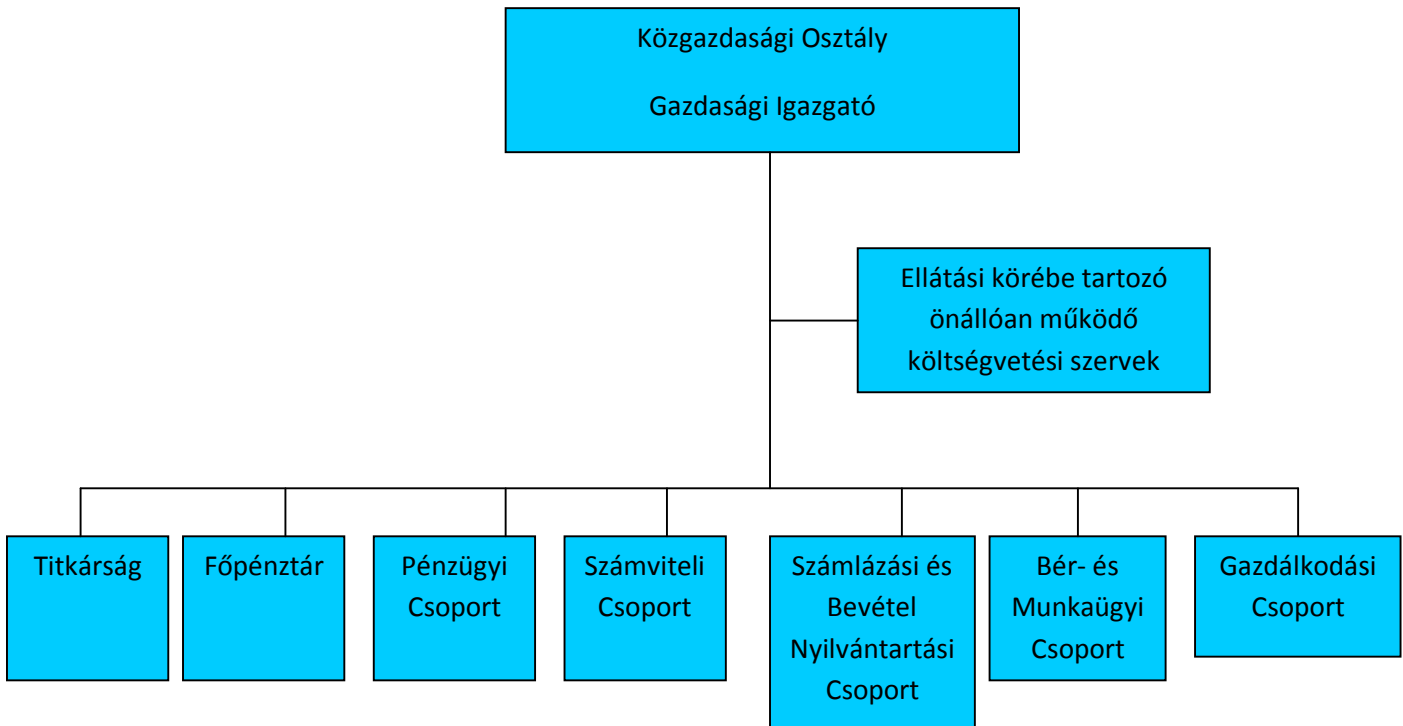 Közgazdasági Osztály
Gazdasági Igazgató
Ellátási körébe tartozó
önállóan működő
költségvetési szervek
Titkárság
Főpénztár
Pénzügyi
Csoport
Számviteli
Csoport
Számlázási és
Bevétel
Nyilvántartási
Csoport
Bér- és
Munkaügyi
Csoport
Gazdálkodási
Csoport